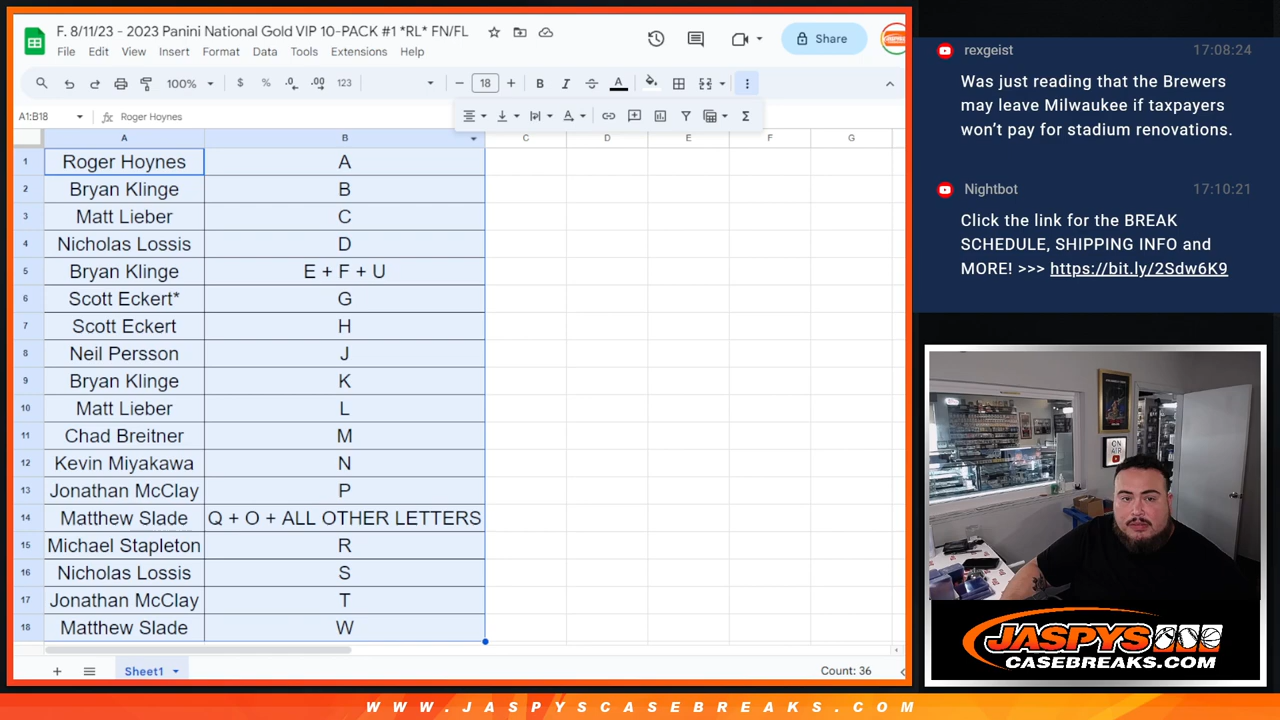 F. 8/11/23 - 2023 Panini National Gold VIP 10-PACK #1 *RL* FN/FL
File Edit View Insert Format Data Tools Extensions Help
Share
100% $ % .0 .00 123 18 B I A
A1:B18 fx Roger Hoynes
A B C D E F G
1 Roger Hoynes A
2 Bryan Klinge B
3 Matt Lieber C
4 Nicholas Lossis D
5 Bryan Klinge E + F + U
6 Scott Eckert* G
7 Scott Eckert H
8 Neil Persson J
9 Bryan Klinge K
10 Matt Lieber L
11 Chad Breitner M
12 Kevin Miyakawa N
13 Jonathan McClay P
14 Matthew Slade Q + O + ALL OTHER LETTERS
15 Michael Stapleton R
16 Nicholas Lossis S
17 Jonathan McClay T
18 Matthew Slade W
Sheet1 Count: 36
rexgeist 17:08:24
Was just reading that the Brewers
may leave Milwaukee if taxpayers
won't pay for stadium renovations.
Nightbot 17:10:21
Click the link for the BREAK
SCHEDULE, SHIPPING INFO and
MORE! >>> https://bit.ly/2Sdw6K9
ON
AIR
JASPYS
CASEBREAKS.COM
WWW.JASPYSCASEBREAKS.COM